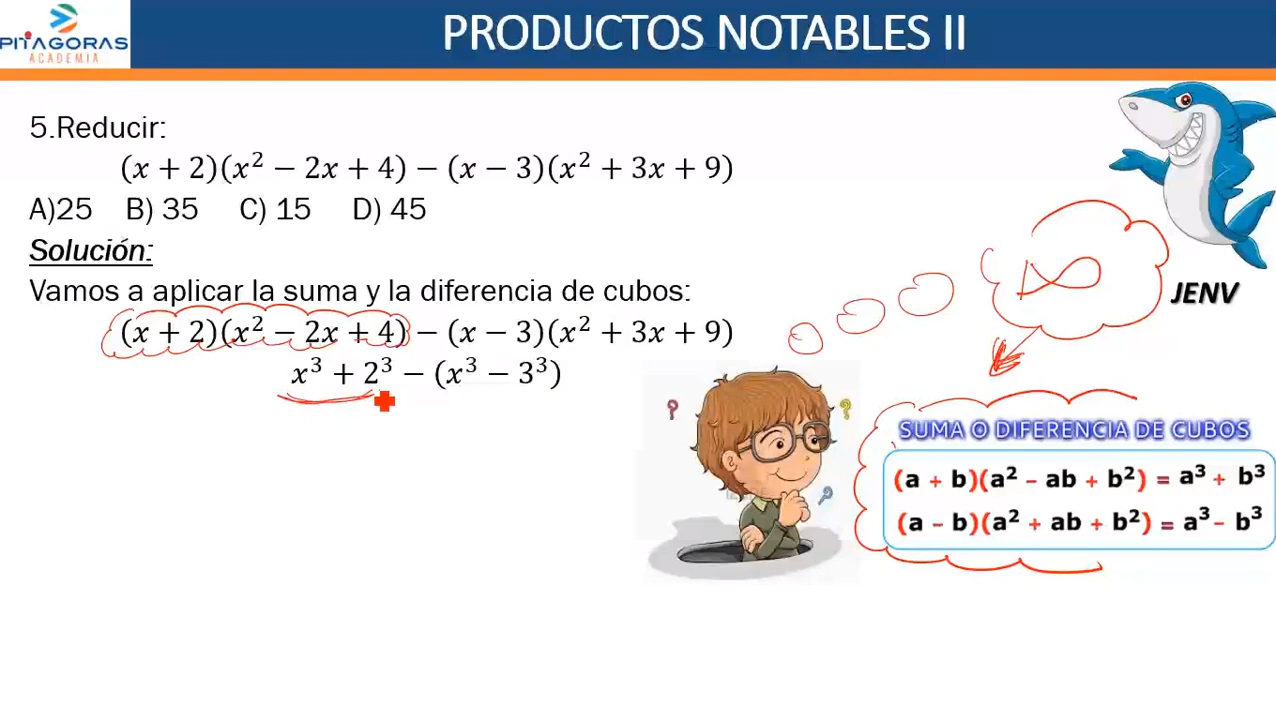 PITAGORAS
ACADEMIA
PRODUCTOS NOTABLES II
5.Reducir:
(x + 2)(x² − 2x + 4) − (x − 3)(x² + 3x + 9)
A)25 B) 35 C) 15 D) 45
Solución:
Vamos a aplicar la suma y la diferencia de cubos:
(x + 2)(x² − 2x + 4) − (x − 3)(x² + 3x + 9)
x³ + 2³ − (x³ − 3³)
JENV
SUMA O DIFERENCIA DE CUBOS
(a + b)(a² - ab + b²) = a³ + b³
(a - b)(a² + ab + b²) = a³ - b³